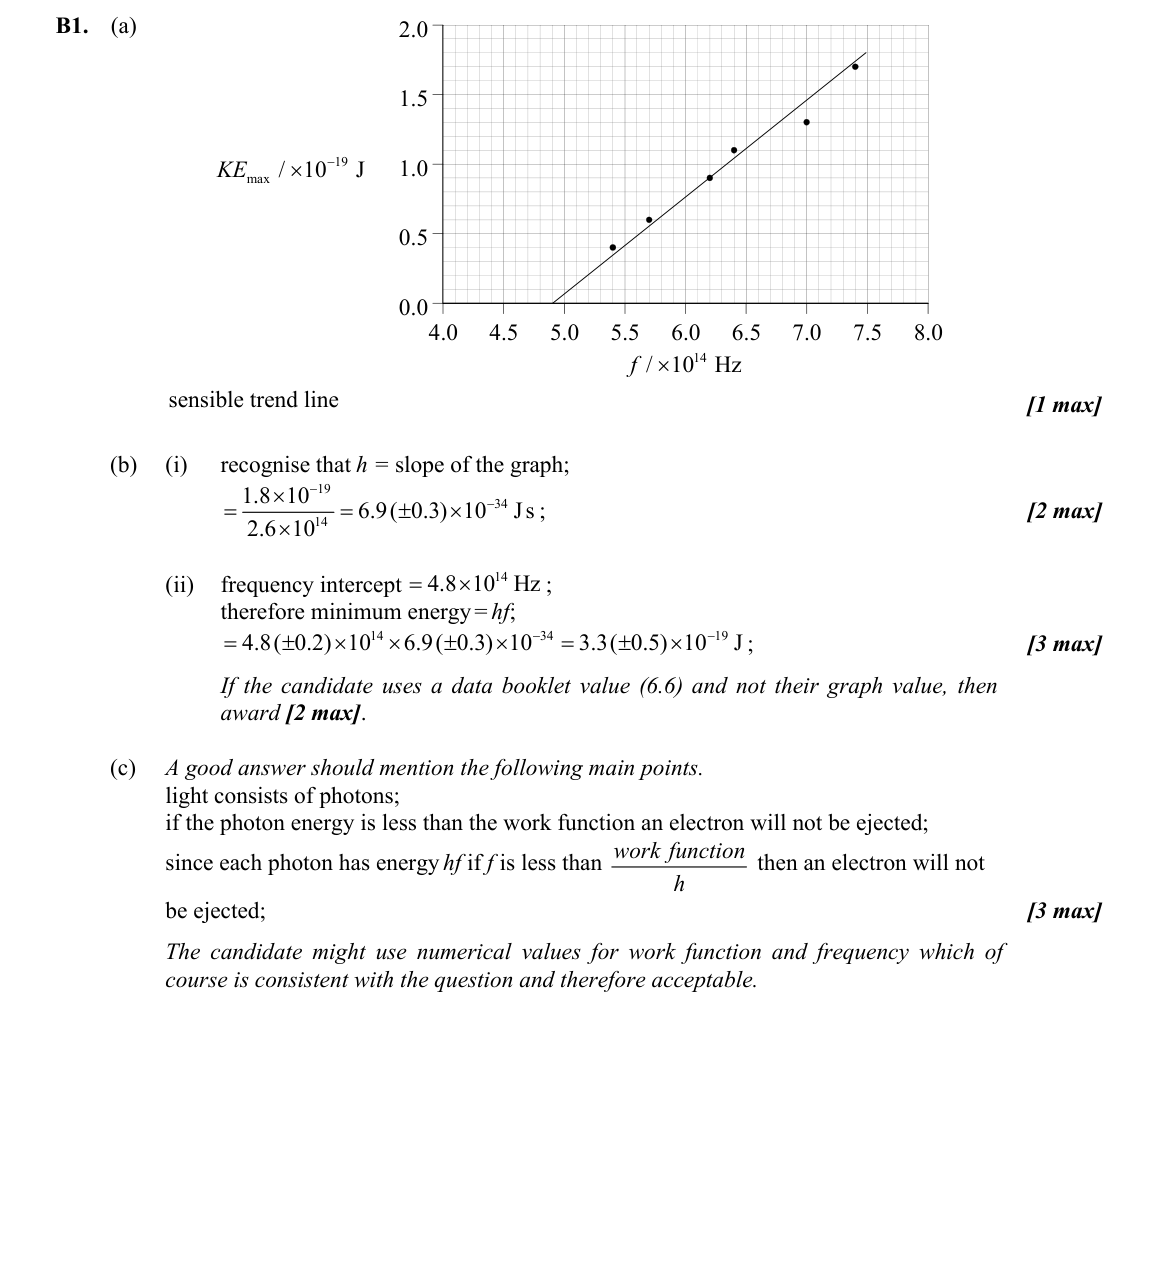 B1. (a)
2.0
1.5
KE_max / ×10⁻¹⁹ J 1.0
0.5
0.0
4.0 4.5 5.0 5.5 6.0 6.5 7.0 7.5 8.0
f / ×10¹⁴ Hz
sensible trend line [1 max]
(b) (i) recognise that h = slope of the graph;
= 1.8×10⁻¹⁹ / 2.6×10¹⁴ = 6.9(±0.3)×10⁻³⁴ J s; [2 max]
(ii) frequency intercept = 4.8×10¹⁴ Hz;
therefore minimum energy = hf;
= 4.8(±0.2)×10¹⁴ × 6.9(±0.3)×10⁻³⁴ = 3.3(±0.5)×10⁻¹⁹ J; [3 max]
If the candidate uses a data booklet value (6.6) and not their graph value, then
award [2 max].
(c) A good answer should mention the following main points.
light consists of photons;
if the photon energy is less than the work function an electron will not be ejected;
since each photon has energy hf if f is less than work function / h then an electron will not
be ejected; [3 max]
The candidate might use numerical values for work function and frequency which of
course is consistent with the question and therefore acceptable.